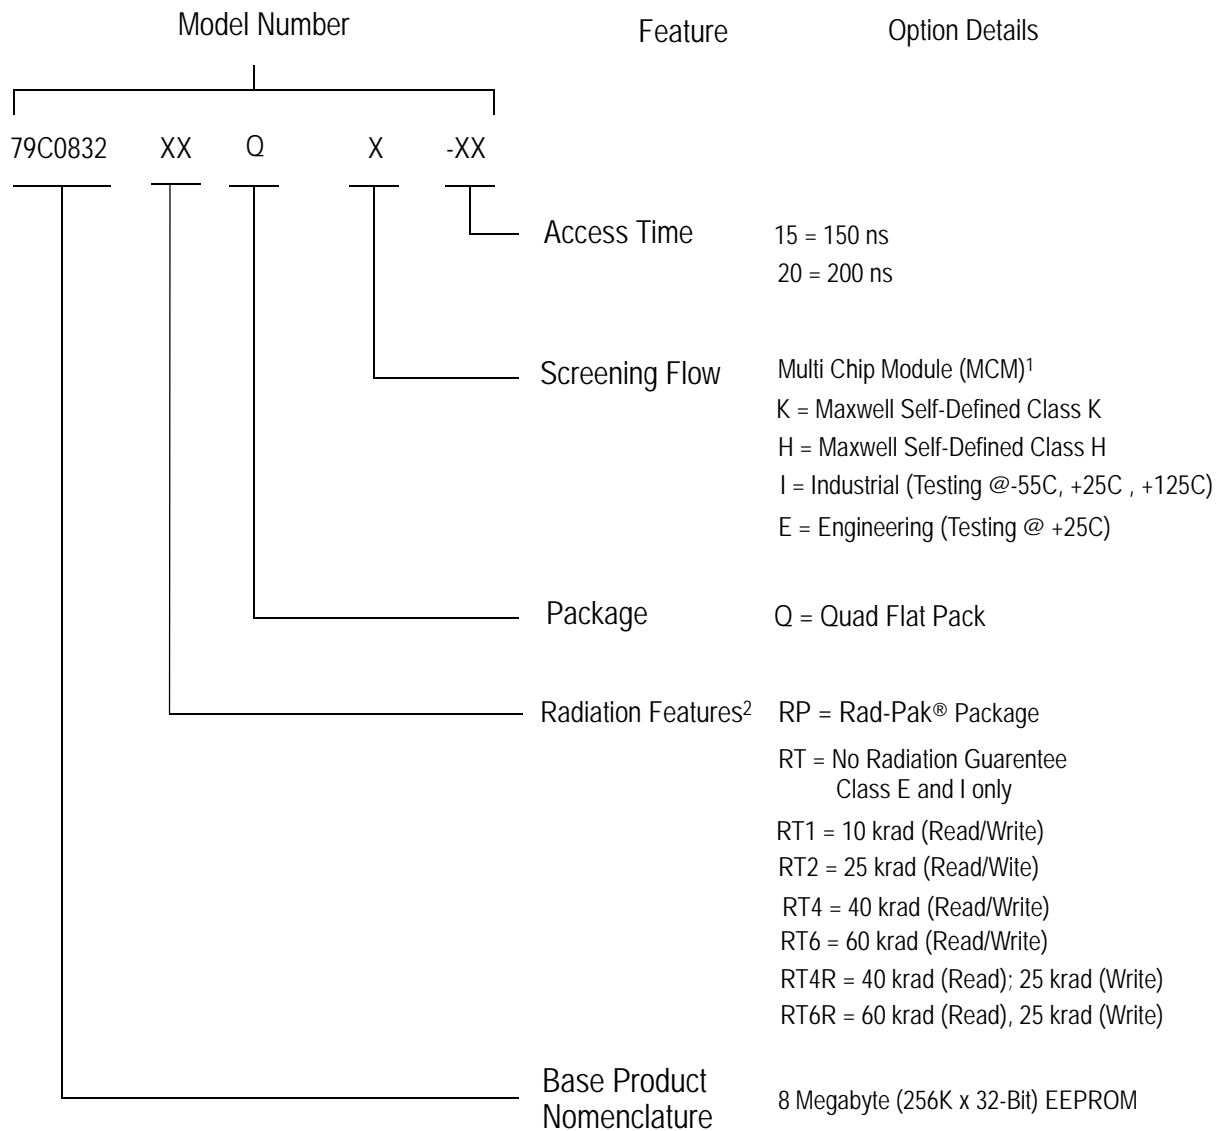 Model Number
Feature
Option Details
79C0832 XX Q X -XX
Access Time
15 = 150 ns
20 = 200 ns
Screening Flow
Multi Chip Module (MCM)1
K = Maxwell Self-Defined Class K
H = Maxwell Self-Defined Class H
I = Industrial (Testing @-55C, +25C , +125C)
E = Engineering (Testing @ +25C)
Package
Q = Quad Flat Pack
Radiation Features2
RP = Rad-Pak® Package
RT = No Radiation Guarentee
Class E and I only
RT1 = 10 krad (Read/Write)
RT2 = 25 krad (Read/Wite)
RT4 = 40 krad (Read/Write)
RT6 = 60 krad (Read/Write)
RT4R = 40 krad (Read); 25 krad (Write)
RT6R = 60 krad (Read), 25 krad (Write)
Base Product
Nomenclature
8 Megabyte (256K x 32-Bit) EEPROM